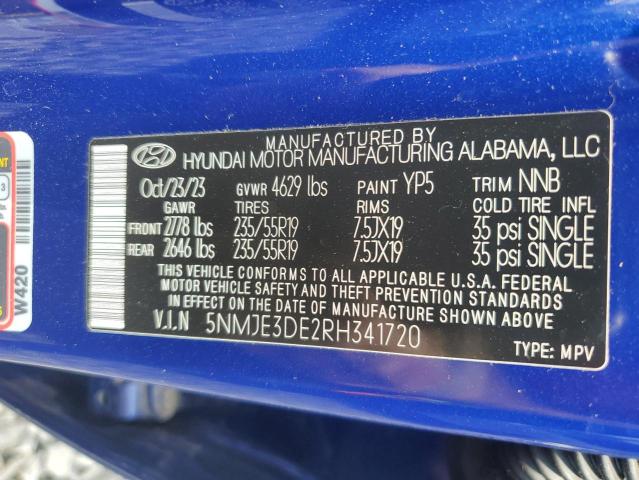 MANUFACTURED BY
HYUNDAI MOTOR MANUFACTURING ALABAMA, LLC
Oct/23/23 GVWR 4629 lbs PAINT YP5 TRIM NNB
GAWR TIRES RIMS COLD TIRE INFL
FRONT 2778 lbs 235/55R19 7.5JX19 35 psi SINGLE
REAR 2646 lbs 235/55R19 7.5JX19 35 psi SINGLE
THIS VEHICLE CONFORMS TO ALL APPLICABLE U.S.A. FEDERAL
MOTOR VEHICLE SAFETY AND THEFT PREVENTION STANDARDS
IN EFFECT ON THE DATE OF MANUFACTURE SHOWN ABOVE
V.I.N 5NMJE3DE2RH341720
TYPE: MPV
W420